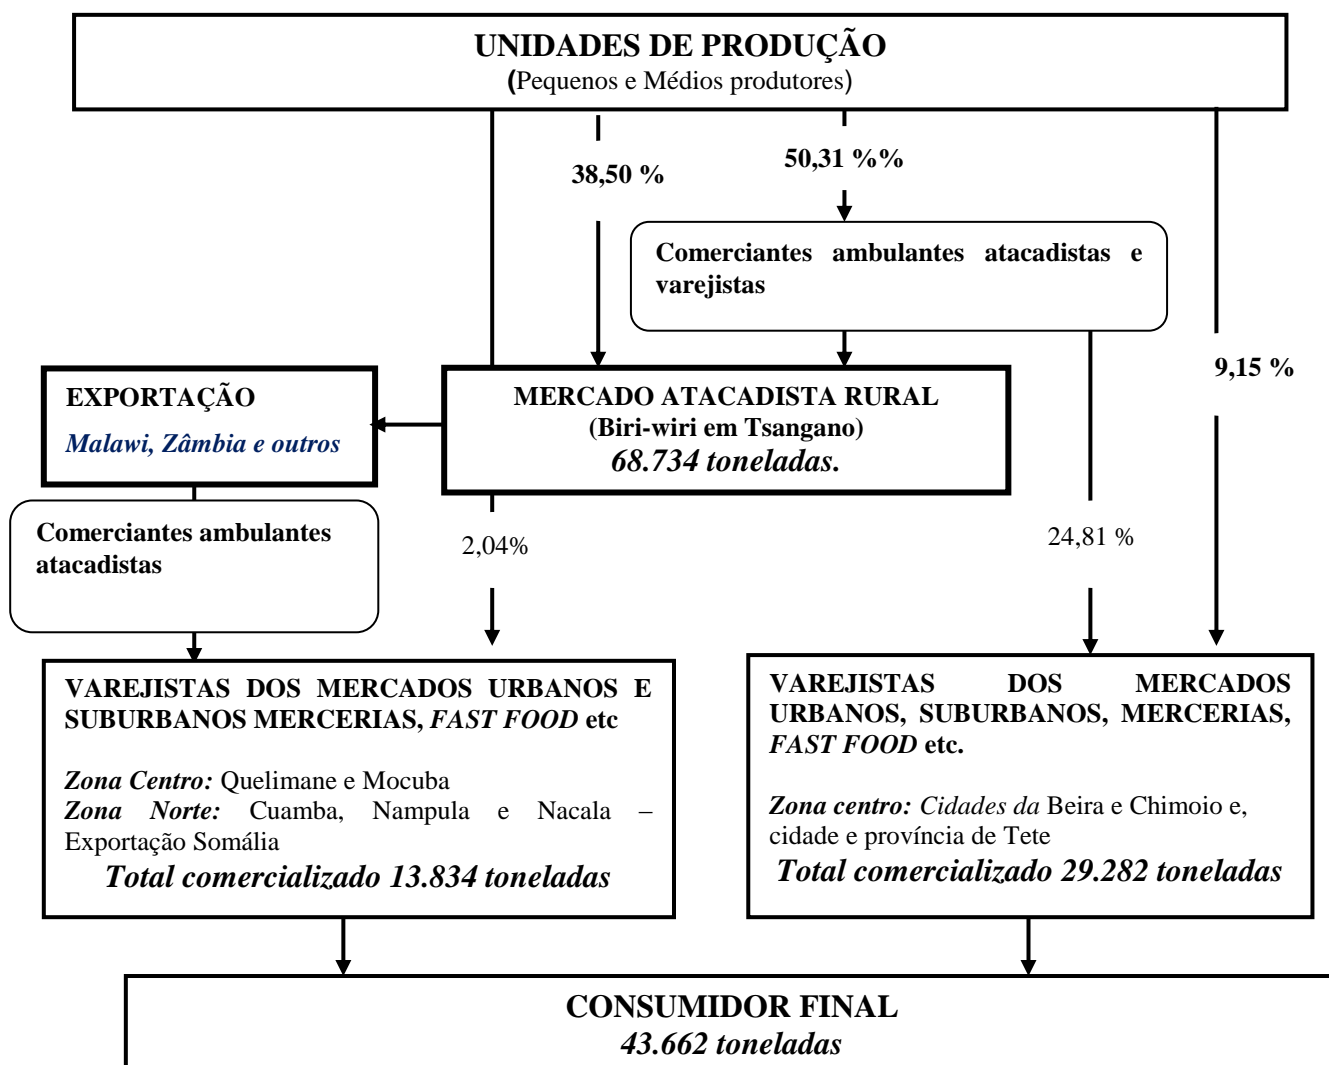 UNIDADES DE PRODUÇÃO
(Pequenos e Médios produtores)
38,50 %
50,31 %%
Comerciantes ambulantes atacadistas e
varejistas
9,15 %
EXPORTAÇÃO
Malawi, Zâmbia e outros
MERCADO ATACADISTA RURAL
(Biri-wiri em Tsangano)
68.734 toneladas.
Comerciantes ambulantes
atacadistas
2,04%
24,81 %
VAREJISTAS DOS MERCADOS URBANOS E
SUBURBANOS MERCERIAS, FAST FOOD etc
Zona Centro: Quelimane e Mocuba
Zona Norte: Cuamba, Nampula e Nacala –
Exportação Somália
Total comercializado 13.834 toneladas
VAREJISTAS DOS MERCADOS
URBANOS, SUBURBANOS, MERCERIAS,
FAST FOOD etc.
Zona centro: Cidades da Beira e Chimoio e,
cidade e província de Tete
Total comercializado 29.282 toneladas
CONSUMIDOR FINAL
43.662 toneladas